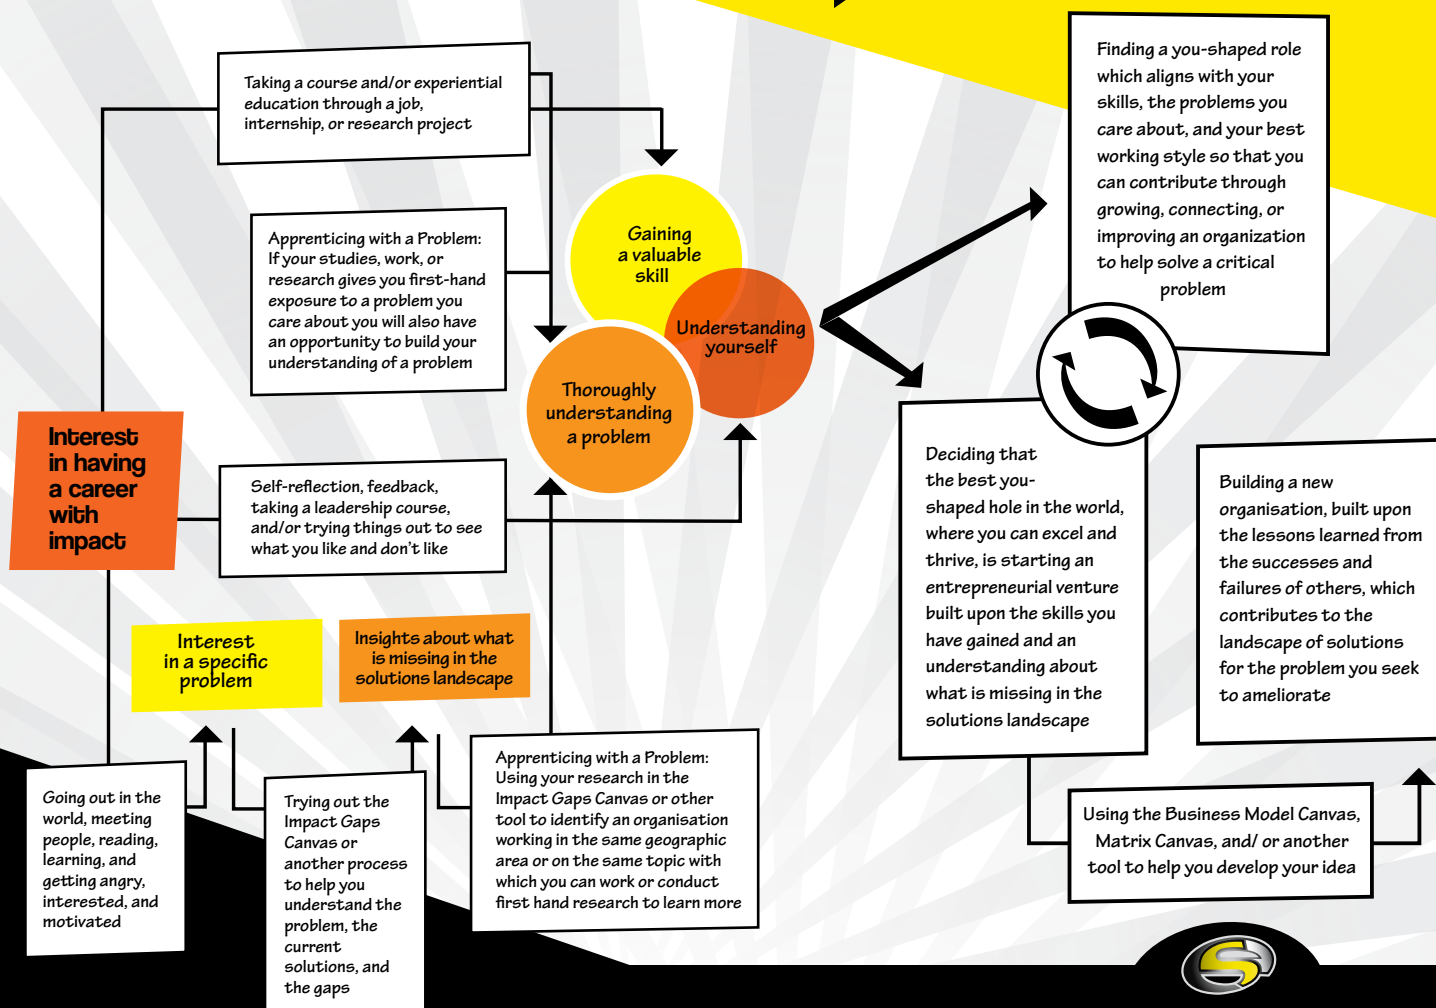 Taking a course and/or experiential
education through a job,
internship, or research project
Apprenticing with a Problem:
If your studies, work, or
research gives you first-hand
exposure to a problem you
care about you will also have
an opportunity to build your
understanding of a problem
Gaining
a valuable
skill
Understanding
yourself
Thoroughly
understanding
a problem
Interest
in having
a career
with
impact
Self-reflection, feedback,
taking a leadership course,
and/or trying things out to see
what you like and don't like
Interest
in a specific
problem
Insights about what
is missing in the
solutions landscape
Going out in the
world, meeting
people, reading,
learning, and
getting angry,
interested, and
motivated
Trying out the
Impact Gaps
Canvas or
another process
to help you
understand the
problem, the
current
solutions, and
the gaps
Apprenticing with a Problem:
Using your research in the
Impact Gaps Canvas or other
tool to identify an organisation
working in the same geographic
area or on the same topic with
which you can work or conduct
first hand research to learn more
Finding a you-shaped role
which aligns with your
skills, the problems you
care about, and your best
working style so that you
can contribute through
growing, connecting, or
improving an organization
to help solve a critical
problem
Deciding that
the best you-
shaped hole in the world,
where you can excel and
thrive, is starting an
entrepreneurial venture
built upon the skills you
have gained and an
understanding about
what is missing in the
solutions landscape
Building a new
organisation, built upon
the lessons learned from
the successes and
failures of others, which
contributes to the
landscape of solutions
for the problem you seek
to ameliorate
Using the Business Model Canvas,
Matrix Canvas, and/ or another
tool to help you develop your idea
S